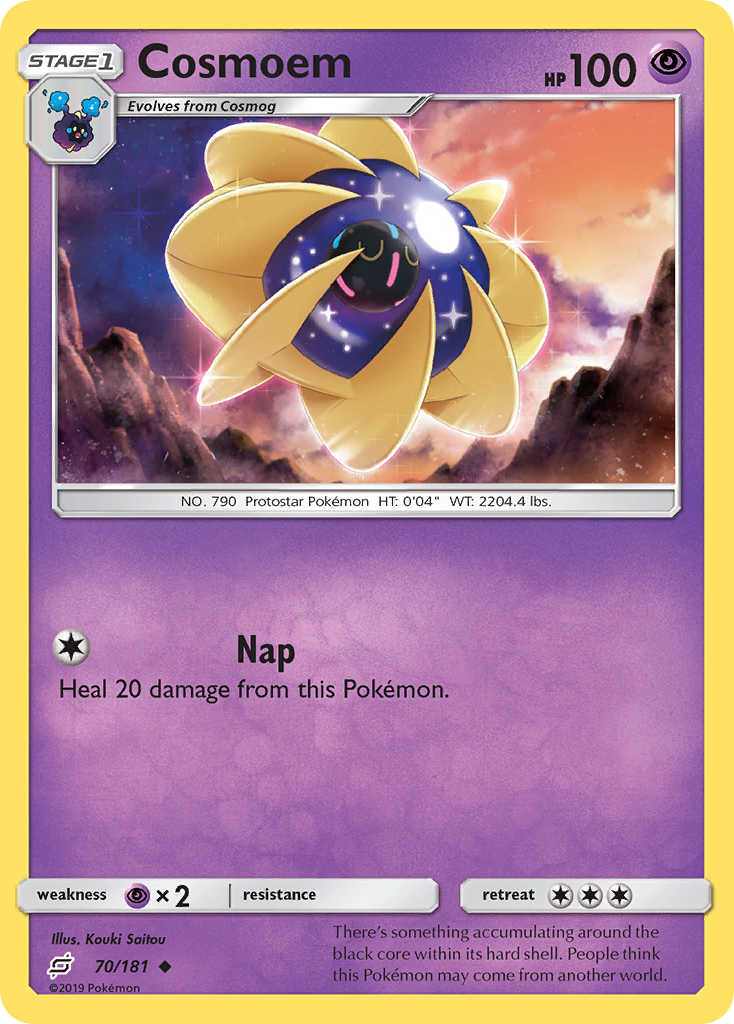 STAGE1
Cosmoem
HP 100
Evolves from Cosmog
NO. 790 Protostar Pokémon HT: 0'04" WT: 2204.4 lbs.
Nap
Heal 20 damage from this Pokémon.
weakness ×2 resistance retreat
Illus. Kouki Saitou
70/181
©2019 Pokémon
There's something accumulating around the
black core within its hard shell. People think
this Pokémon may come from another world.